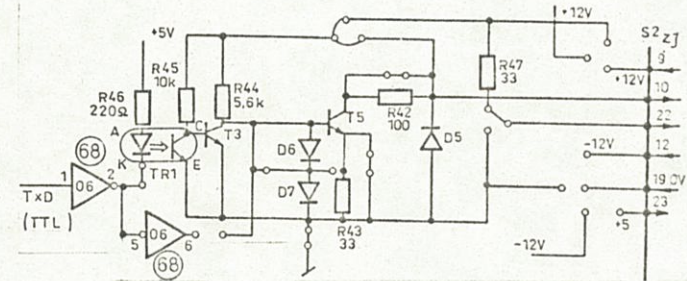 +5V
R46
220Ω
R45
10k
R44
5,6k
A
K
C
E
TR1
T3
68
1
06
2
TxD
(TTL)
5
06
6
68
D6
D7
T5
R42
100
R43
33
D5
R47
33
+12V
+12V
-12V
-12V
+5
S2zj
9
10
22
12
19 0V
23